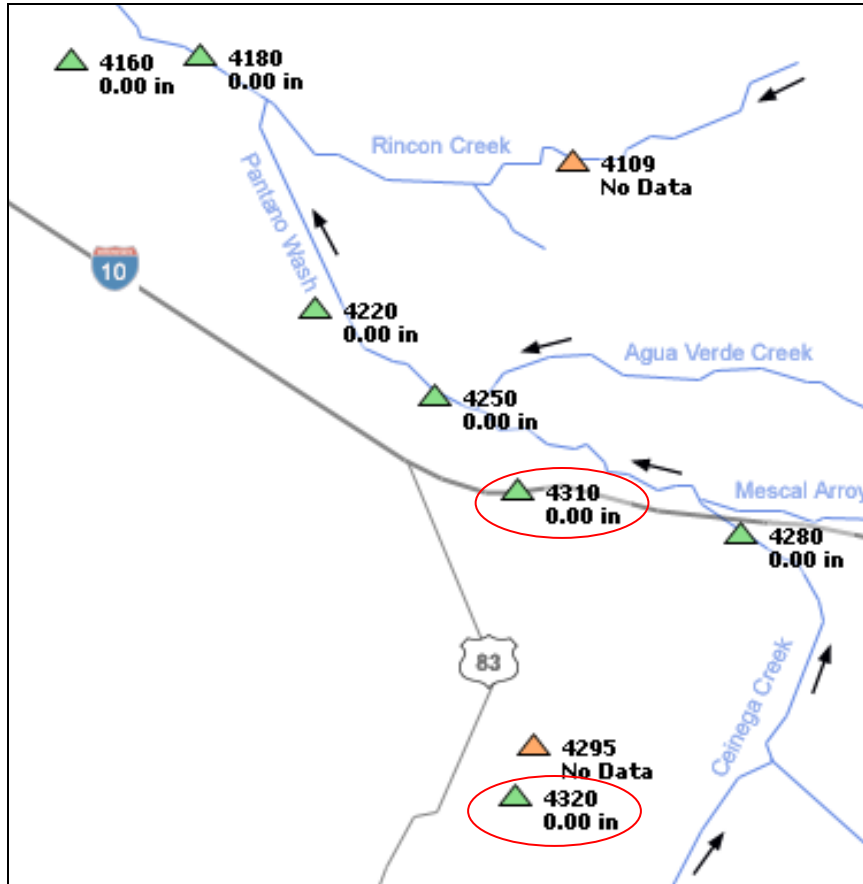 4160
0.00 in
4180
0.00 in
Rincon Creek
4109
No Data
Pantano Wash
10
4220
0.00 in
Agua Verde Creek
4250
0.00 in
4310
0.00 in
Mescal Arroy
4280
0.00 in
83
Ceinega Creek
4295
No Data
4320
0.00 in